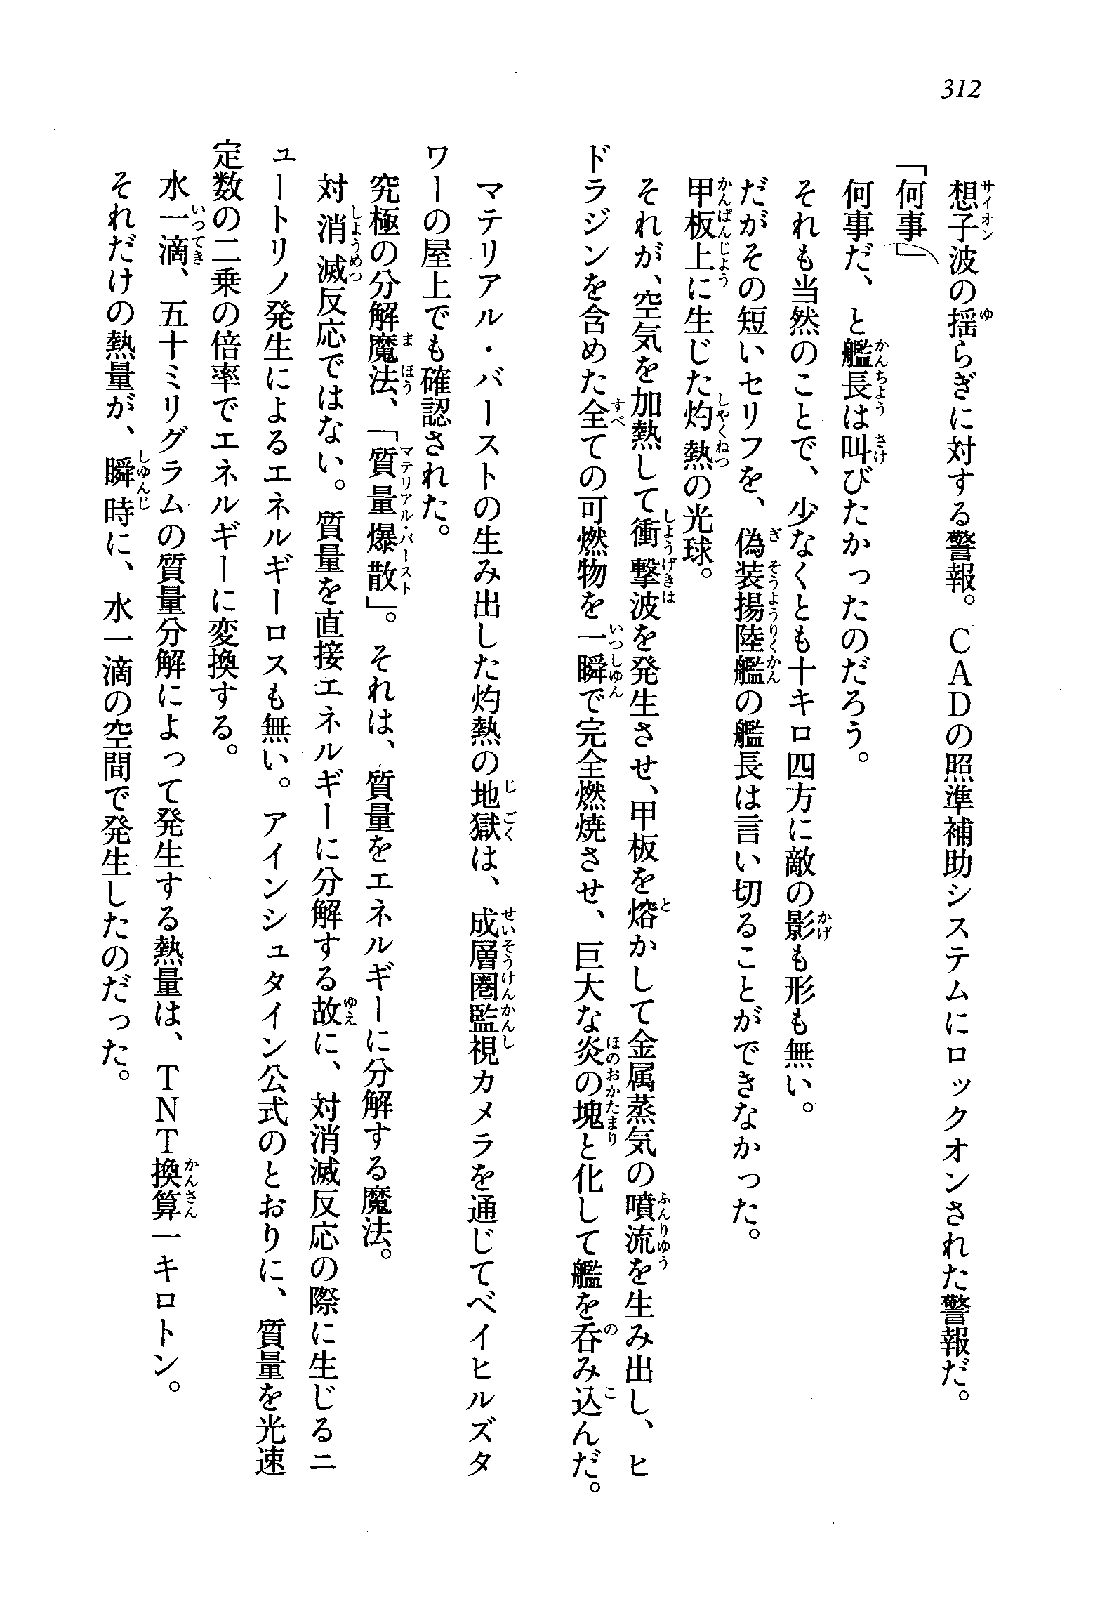 312
想子波の揺らぎに対する警報。ＣＡＤの照準補助システムにロックオンされた警報だ。
「何事」
何事だ、と艦長は叫びたかったのだろう。
それも当然のことで、少なくとも十キロ四方に敵の影も形も無い。
だがその短いセリフを、偽装揚陸艦の艦長は言い切ることができなかった。
甲板上に生じた灼熱の光球。
それが、空気を加熱して衝撃波を発生させ、甲板を熔かして金属蒸気の噴流を生み出し、ヒ
ドラジンを含めた全ての可燃物を一瞬で完全燃焼させ、巨大な炎の塊と化して艦を呑み込んだ。
マテリアル・バーストの生み出した灼熱の地獄は、成層圏監視カメラを通じてベイヒルズタ
ワーの屋上でも確認された。
究極の分解魔法、「質量爆散」。それは、質量をエネルギーに分解する魔法。
対消滅反応ではない。質量を直接エネルギーに分解する故に、対消滅反応の際に生じるニ
ュートリノ発生によるエネルギーロスも無い。アインシュタイン公式のとおりに、質量を光速
定数の二乗の倍率でエネルギーに変換する。
水一滴、五十ミリグラムの質量分解によって発生する熱量は、ＴＮＴ換算一キロトン。
それだけの熱量が、瞬時に、水一滴の空間で発生したのだった。